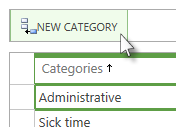 NEW CATEGORY
Categories
Administrative
Sick time